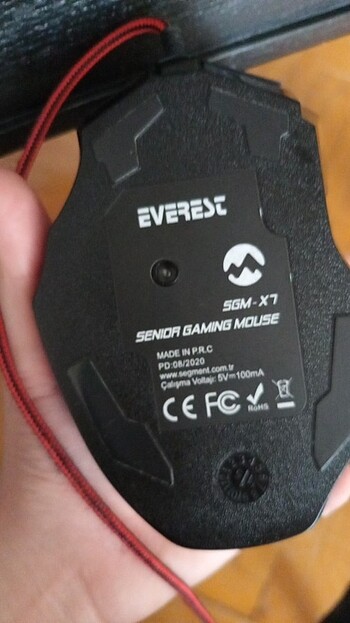 EVEREST
SGM-X7
SENIOR GAMING MOUSE
MADE IN P.R.C
PD:08/2020
www.segment.com.tr
Çalışma Voltajı: 5V⎓100mA
CE FC RoHS